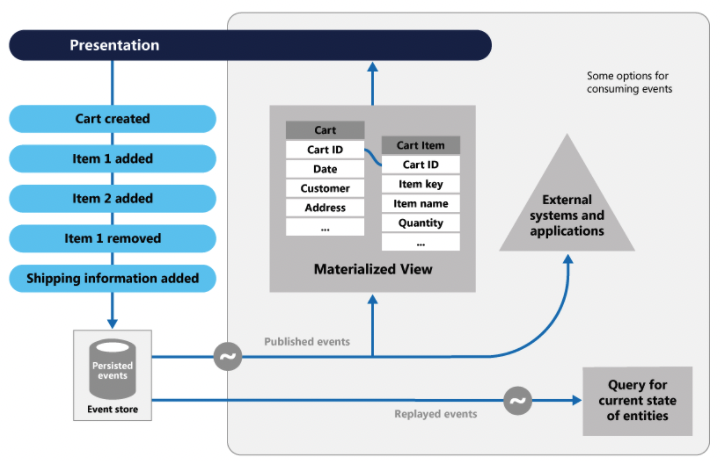 Presentation
Some options for
consuming events
Cart created
Item 1 added
Item 2 added
Item 1 removed
Shipping information added
Cart
Cart ID
Date
Customer
Address
...
Cart Item
Cart ID
Item key
Item name
Quantity
...
Materialized View
External
systems and
applications
Persisted
events
Event store
~
Published events
Replayed events
~
Query for
current state
of entities